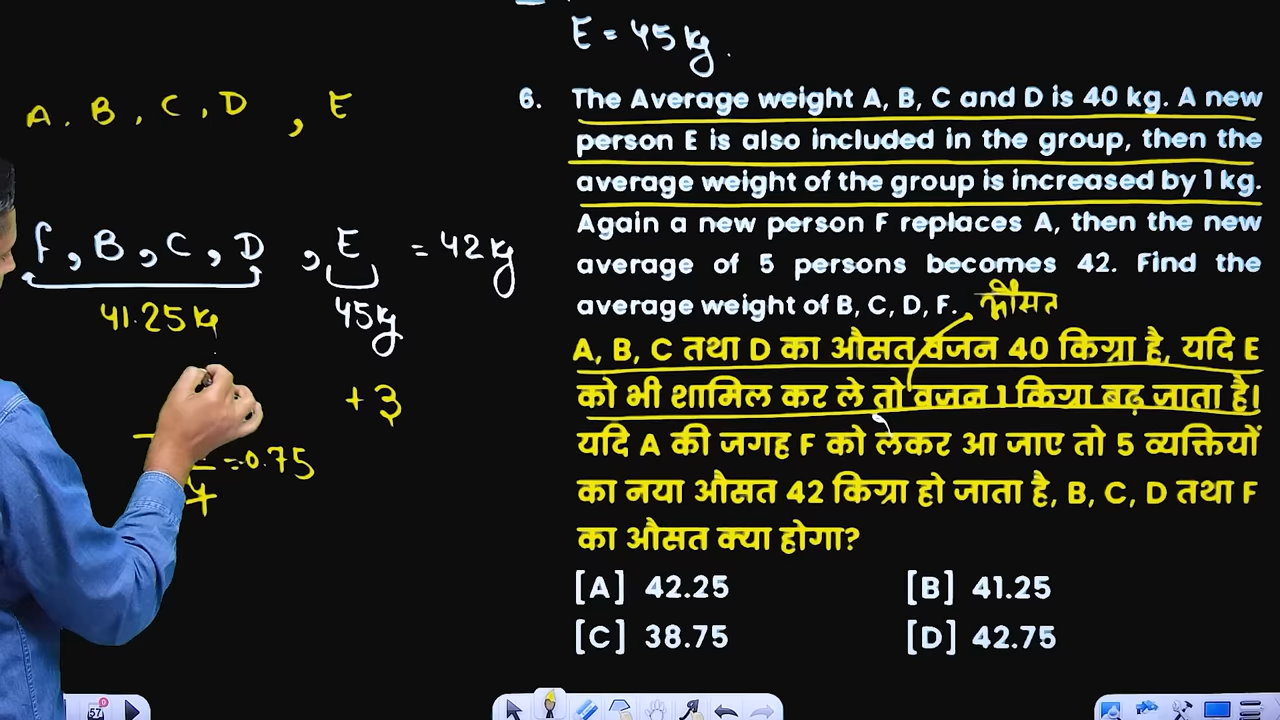 E = 45 kg.
A, B, C, D, E
F, B, C, D, E = 42 kg
41.25 kg 45 kg
+ 3
= 0.75
4
6. The Average weight A, B, C and D is 40 kg. A new
person E is also included in the group, then the
average weight of the group is increased by 1 kg.
Again a new person F replaces A, then the new
average of 5 persons becomes 42. Find the
average weight of B, C, D, F. औसत
A, B, C तथा D का औसत वजन 40 किग्रा है, यदि E
को भी शामिल कर ले तो वजन 1 किग्रा बढ़ जाता है।
यदि A की जगह F को लेकर आ जाए तो 5 व्यक्तियों
का नया औसत 42 किग्रा हो जाता है, B, C, D तथा F
का औसत क्या होगा?
[A] 42.25 [B] 41.25
[C] 38.75 [D] 42.75
57